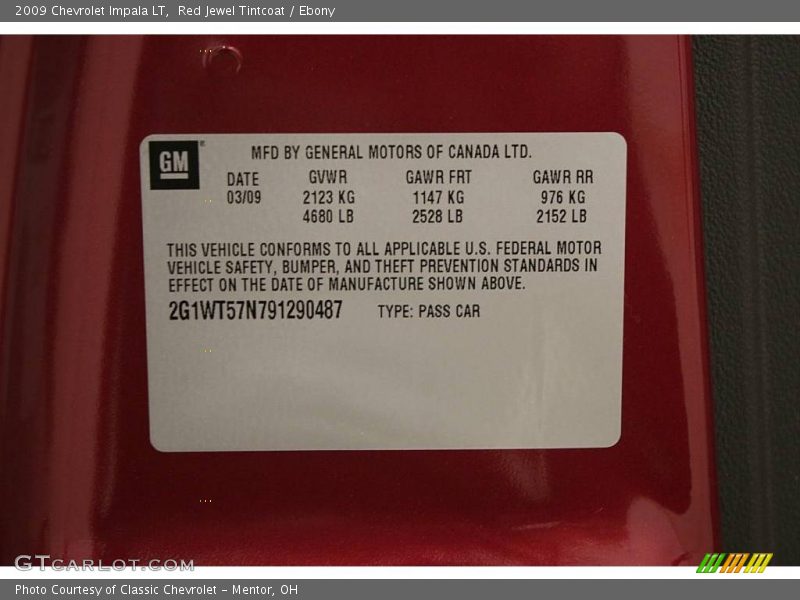 2009 Chevrolet Impala LT,  Red Jewel Tintcoat / Ebony
GM
MFD BY GENERAL MOTORS OF CANADA LTD.
DATE GVWR GAWR FRT GAWR RR
03/09 2123 KG 1147 KG 976 KG
4680 LB 2528 LB 2152 LB
THIS VEHICLE CONFORMS TO ALL APPLICABLE U.S. FEDERAL MOTOR
VEHICLE SAFETY, BUMPER, AND THEFT PREVENTION STANDARDS IN
EFFECT ON THE DATE OF MANUFACTURE SHOWN ABOVE.
2G1WT57N791290487 TYPE: PASS CAR
GTCARLOT.COM
Photo Courtesy of Classic Chevrolet - Mentor, OH